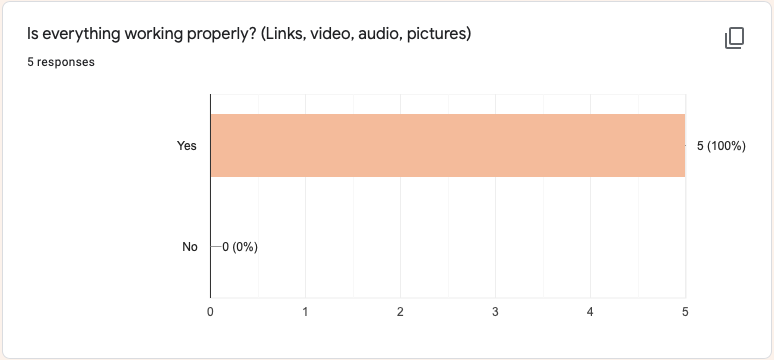 Is everything working properly? (Links, video, audio, pictures)
5 responses
Yes
5 (100%)
No
0 (0%)
0 1 2 3 4 5